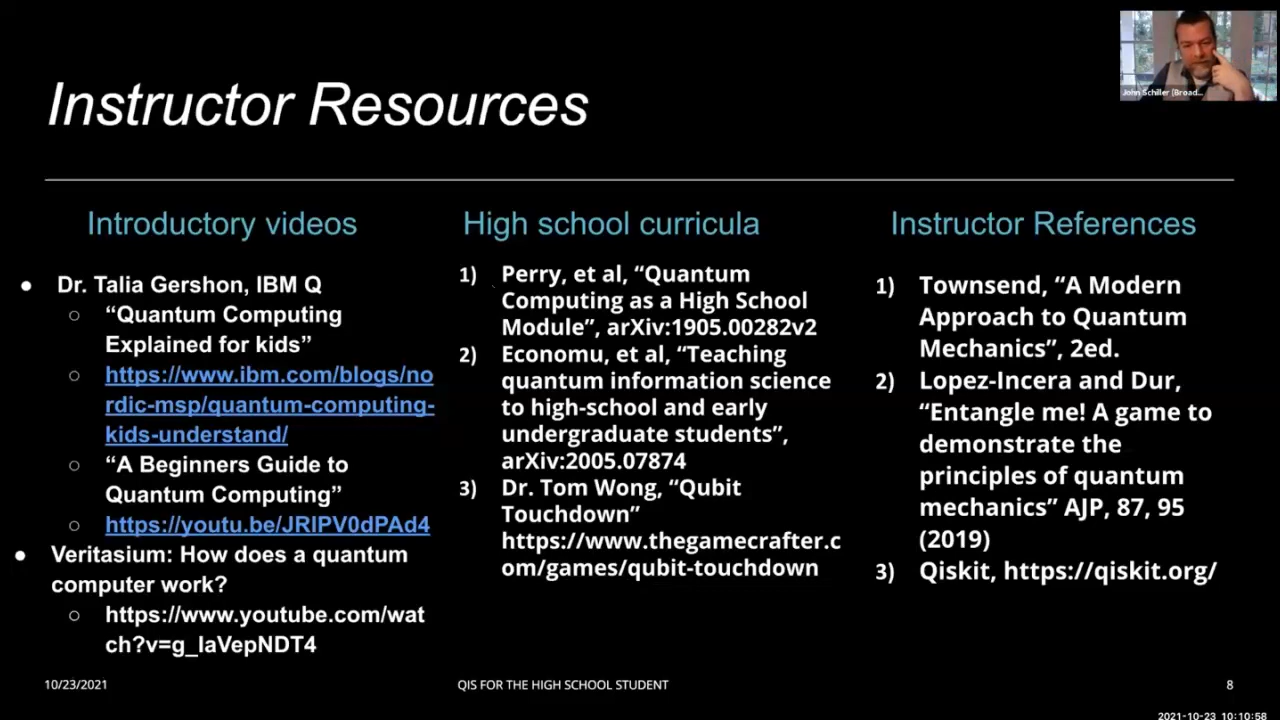 John Schiller (Broad...
Instructor Resources
Introductory videos
● Dr. Talia Gershon, IBM Q
○ “Quantum Computing
Explained for kids”
○ https://www.ibm.com/blogs/no
rdic-msp/quantum-computing-
kids-understand/
○ “A Beginners Guide to
Quantum Computing”
○ https://youtu.be/JRIPV0dPAd4
● Veritasium: How does a quantum
computer work?
○ https://www.youtube.com/wat
ch?v=g_IaVepNDT4
High school curricula
1) Perry, et al, “Quantum
Computing as a High School
Module”, arXiv:1905.00282v2
2) Economu, et al, “Teaching
quantum information science
to high-school and early
undergraduate students”,
arXiv:2005.07874
3) Dr. Tom Wong, “Qubit
Touchdown”
https://www.thegamecrafter.c
om/games/qubit-touchdown
Instructor References
1) Townsend, “A Modern
Approach to Quantum
Mechanics”, 2ed.
2) Lopez-Incera and Dur,
“Entangle me! A game to
demonstrate the
principles of quantum
mechanics” AJP, 87, 95
(2019)
3) Qiskit, https://qiskit.org/
10/23/2021
QIS FOR THE HIGH SCHOOL STUDENT
8
2021-10-23 10:10:58